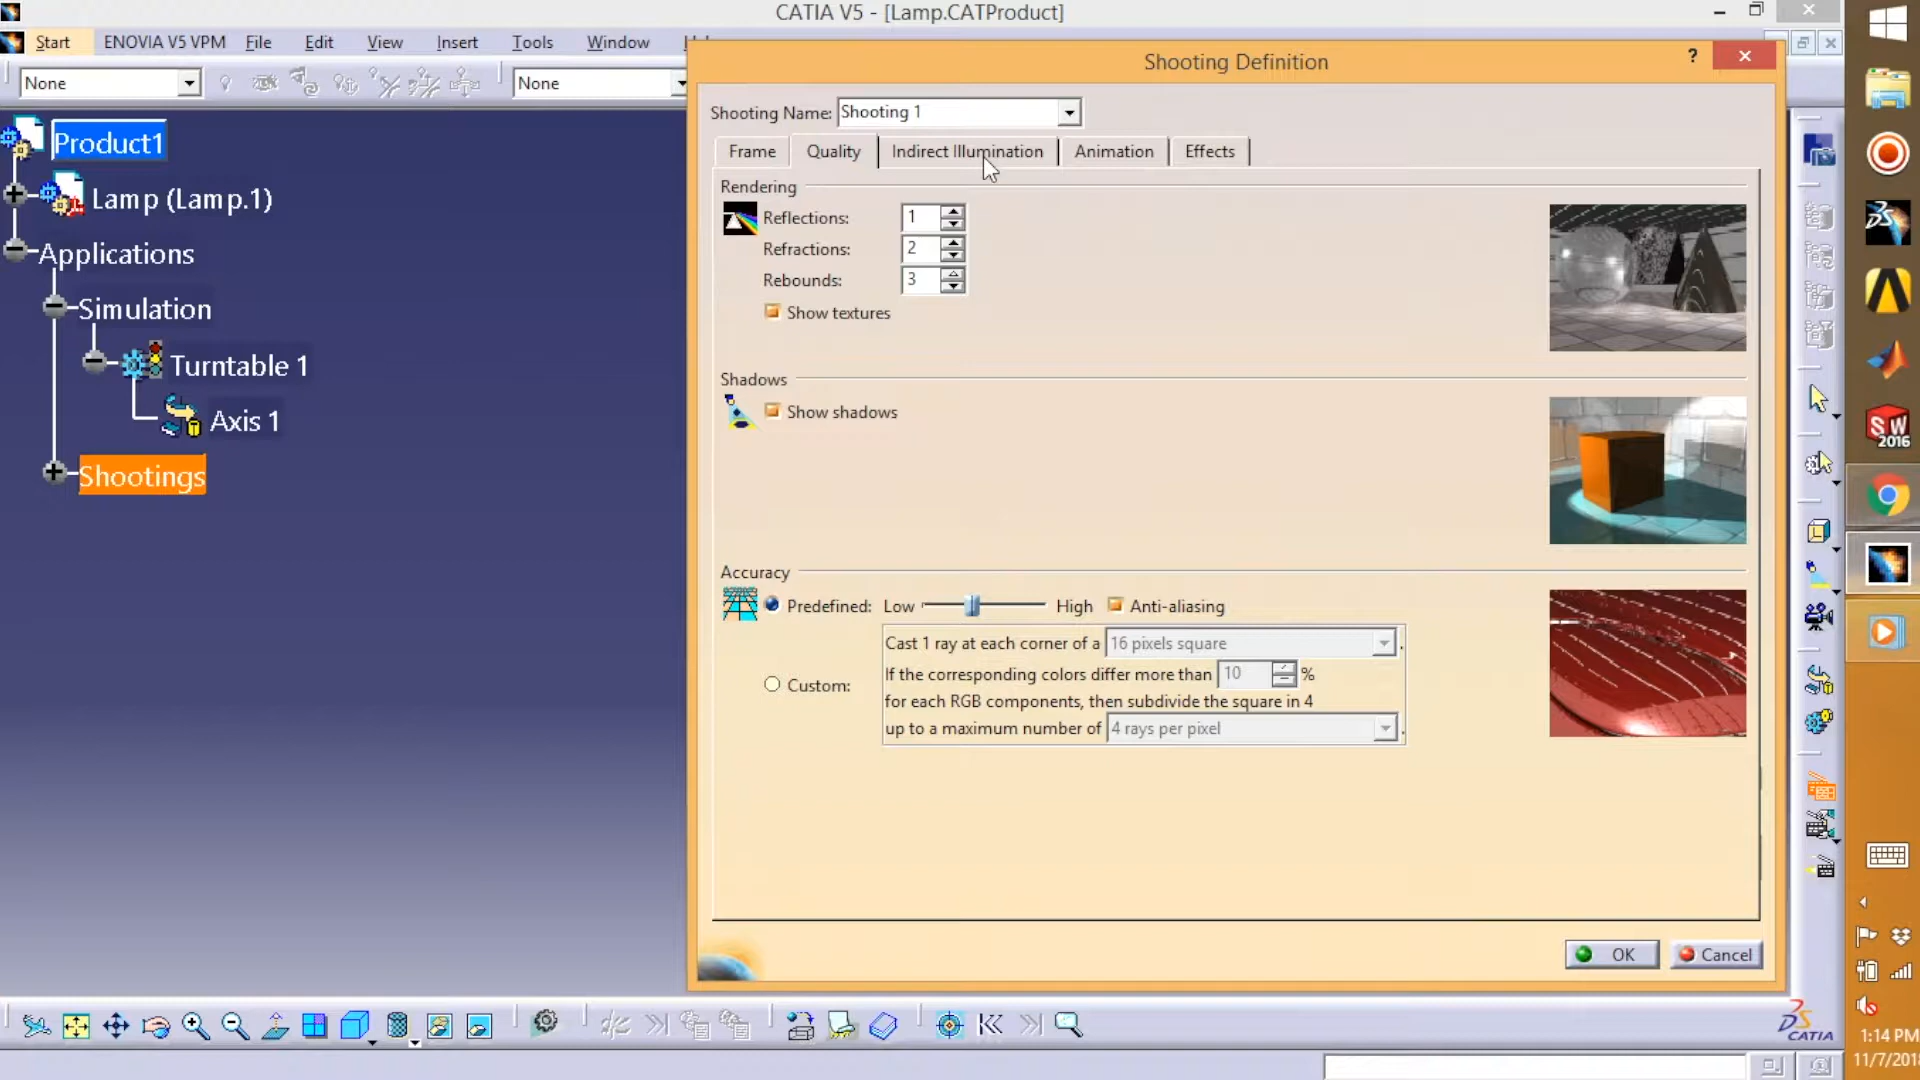 CATIA V5 - [Lamp.CATProduct]
Start ENOVIA V5 VPM File Edit View Insert Tools Window
None None
Shooting Definition
?
Product1
Lamp (Lamp.1)
Applications
Simulation
Turntable 1
Axis 1
Shootings
Shooting Name: Shooting 1
Frame Quality Indirect Illumination Animation Effects
Rendering
Reflections: 1
Refractions: 2
Rebounds: 3
Show textures
Shadows
Show shadows
Accuracy
Predefined: Low High Anti-aliasing
Custom:
Cast 1 ray at each corner of a 16 pixels square .
If the corresponding colors differ more than 10 %
for each RGB components, then subdivide the square in 4
up to a maximum number of 4 rays per pixel .
OK Cancel
SW
2016
CATIA
1:14 PM